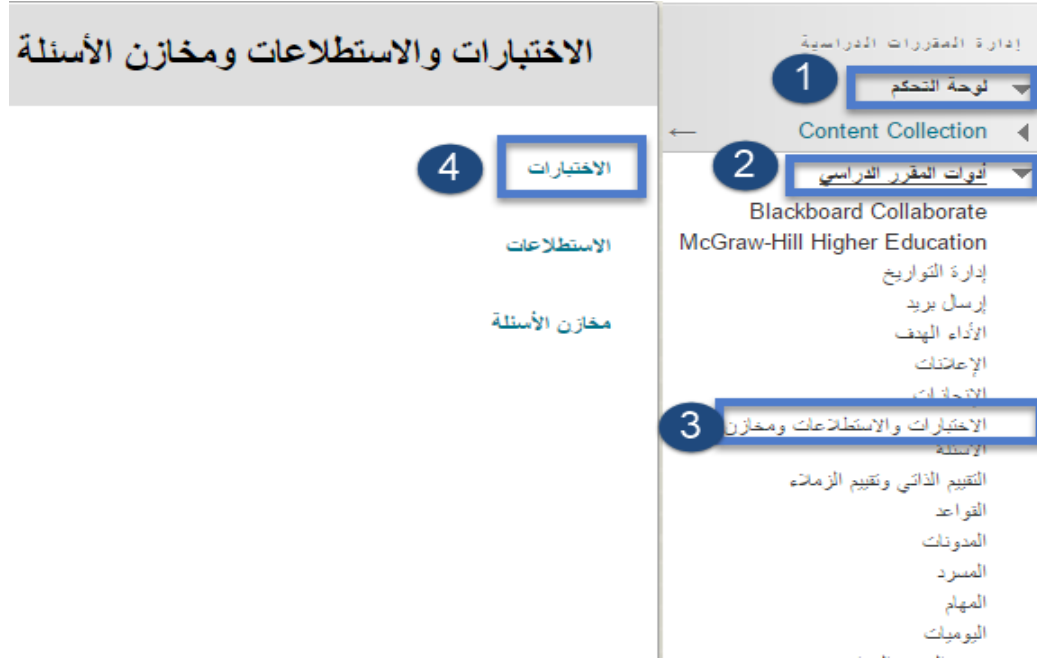 إدارة المقررات الدراسية
1
لوحة التحكم
Content Collection
2
أدوات المقرر الدراسي
Blackboard Collaborate
McGraw-Hill Higher Education
إدارة التواريخ
إرسال بريد
الأداء الهدف
الإعلانات
الإنجازات
3
الاختبارات والاستطلاعات ومخازن
الأسئلة
التقييم الذاتي وتقييم الزملاء
القواعد
المدونات
المسرد
المهام
اليوميات
الاختبارات والاستطلاعات ومخازن الأسئلة
4
الاختبارات
الاستطلاعات
مخازن الأسئلة